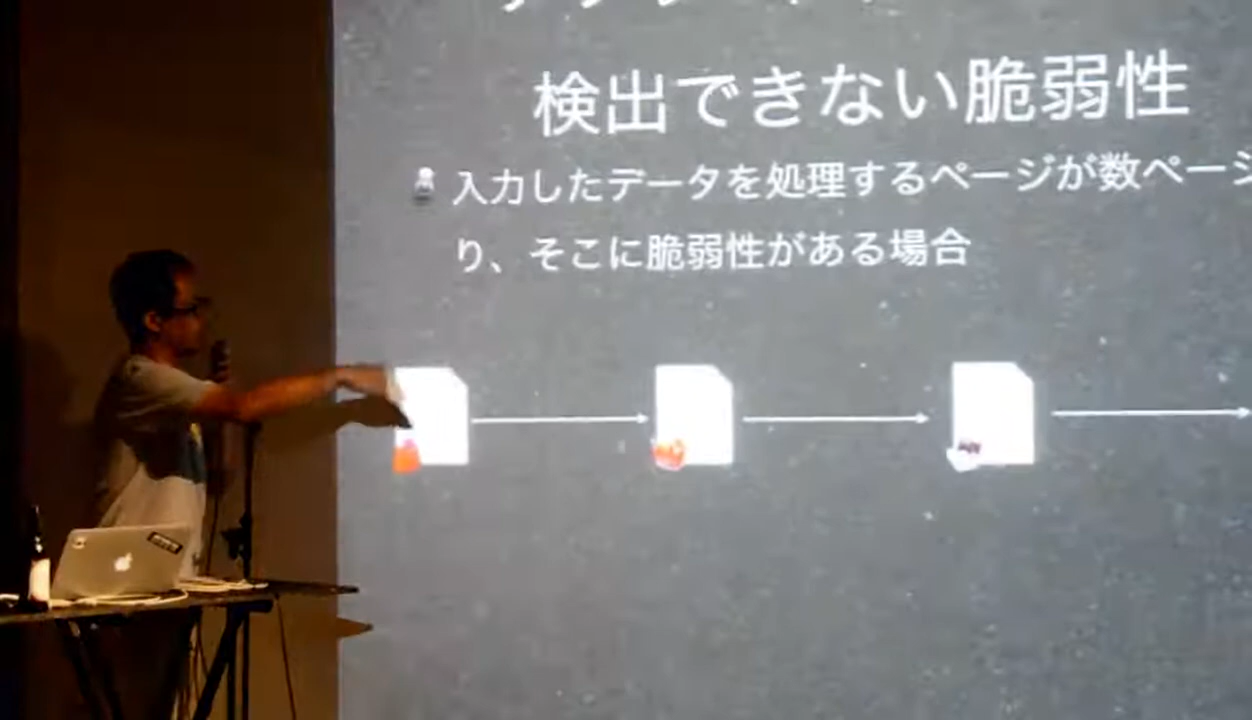 検出できない脆弱性
入力したデータを処理するページが数ページ
り、そこに脆弱性がある場合